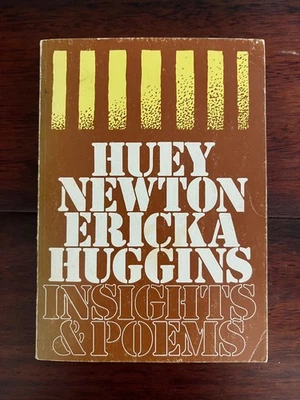 HUEY
NEWTON
ERICKA
HUGGINS
INSIGHTS
& POEMS